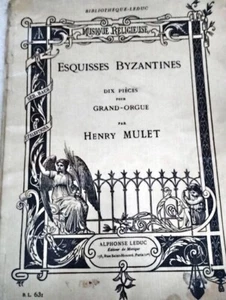 BIBLIOTHEQUE-LEDUC
MUSIQUE RELIGIEUSE
ESQUISSES BYZANTINES
DIX PIÈCES
POUR
GRAND-ORGUE
PAR
HENRY MULET
ALPHONSE LEDUC
Éditeur de Musique
B L. 631